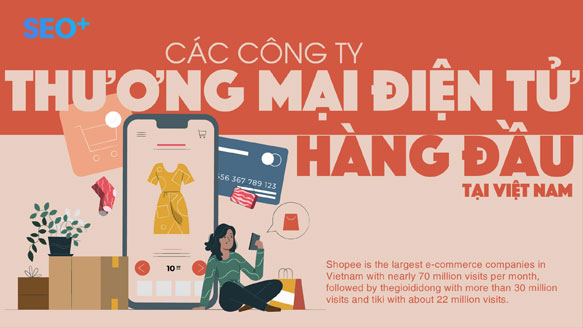 SEO+
CÁC CÔNG TY
THƯƠNG MẠI ĐIỆN TỬ
HÀNG ĐẦU
TẠI VIỆT NAM
556 367 789 123
10
Shopee is the largest e-commerce companies in
Vietnam with nearly 70 million visits per month,
followed by thegioididong with more than 30 million
visits and tiki with about 22 million visits.